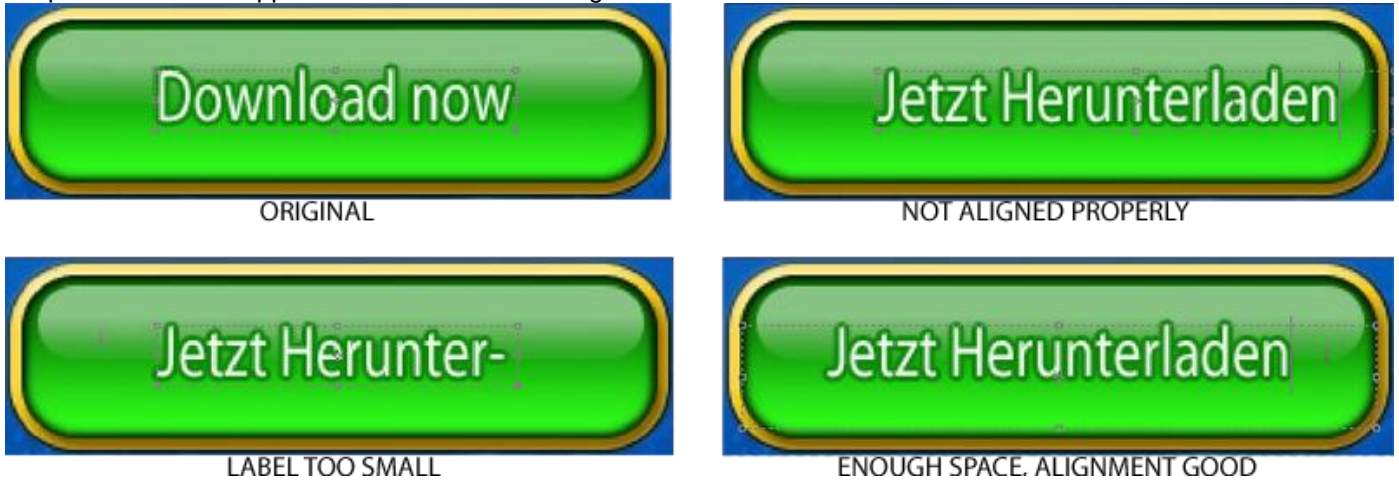 Download now
Jetzt Herunterladen
ORIGINAL
NOT ALIGNED PROPERLY
Jetzt Herunter-
Jetzt Herunterladen
LABEL TOO SMALL
ENOUGH SPACE, ALIGNMENT GOOD